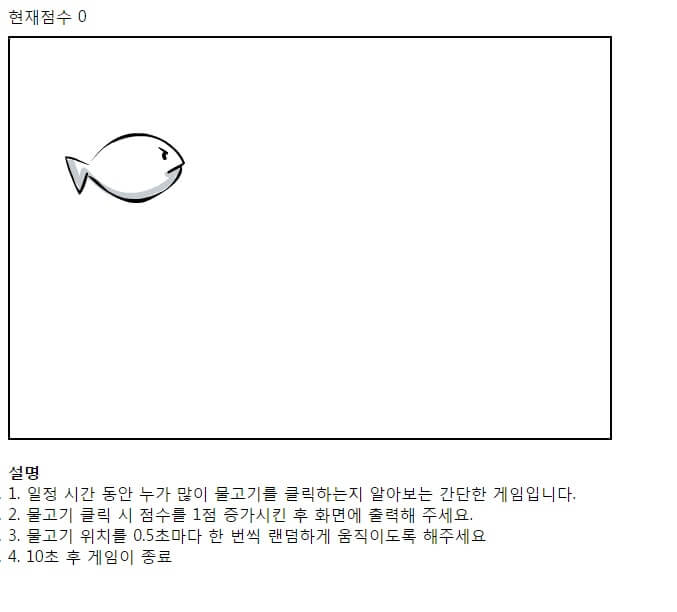 현재점수 0
설명
. 1. 일정 시간 동안 누가 많이 물고기를 클릭하는지 알아보는 간단한 게임입니다.
. 2. 물고기 클릭 시 점수를 1점 증가시킨 후 화면에 출력해 주세요.
. 3. 물고기 위치를 0.5초마다 한 번씩 랜덤하게 움직이도록 해주세요
. 4. 10초 후 게임이 종료